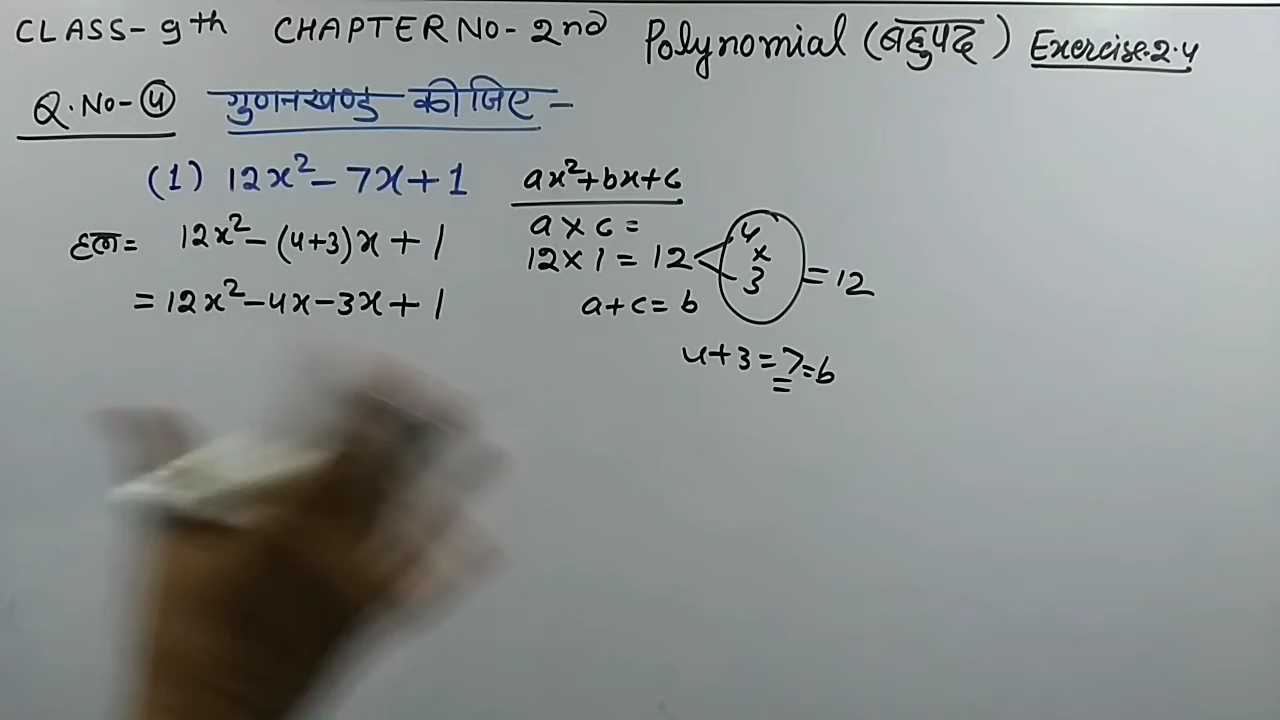 CLASS-9th CHAPTER NO-2nd Polynomial (बहुपद) Exercise-2.4
Q.No-④ गुणनखण्ड कीजिए -
(1) 12x²-7x+1
हल= 12x²-(4+3)x+1
=12x²-4x-3x+1
ax²+bx+c
a×c=
12×1=12
4
×
3
=12
a+c=b
4+3=7=b